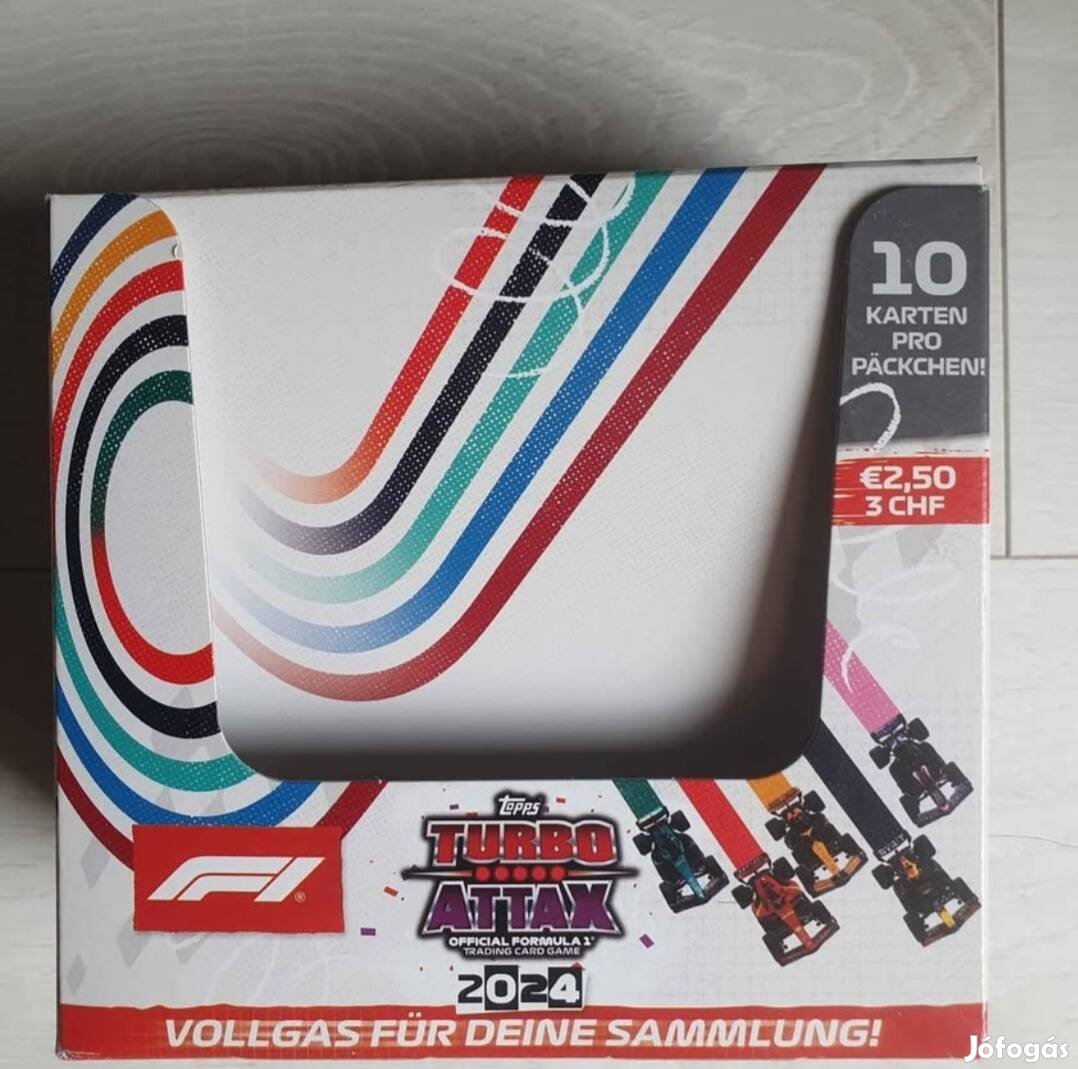 10
KARTEN
PRO
PÄCKCHEN!
€2,50
3 CHF
F1
Topps
TURBO
ATTAX
OFFICIAL FORMULA 1®
TRADING CARD GAME
2024
VOLLGAS FÜR DEINE SAMMLUNG!
Jófogás